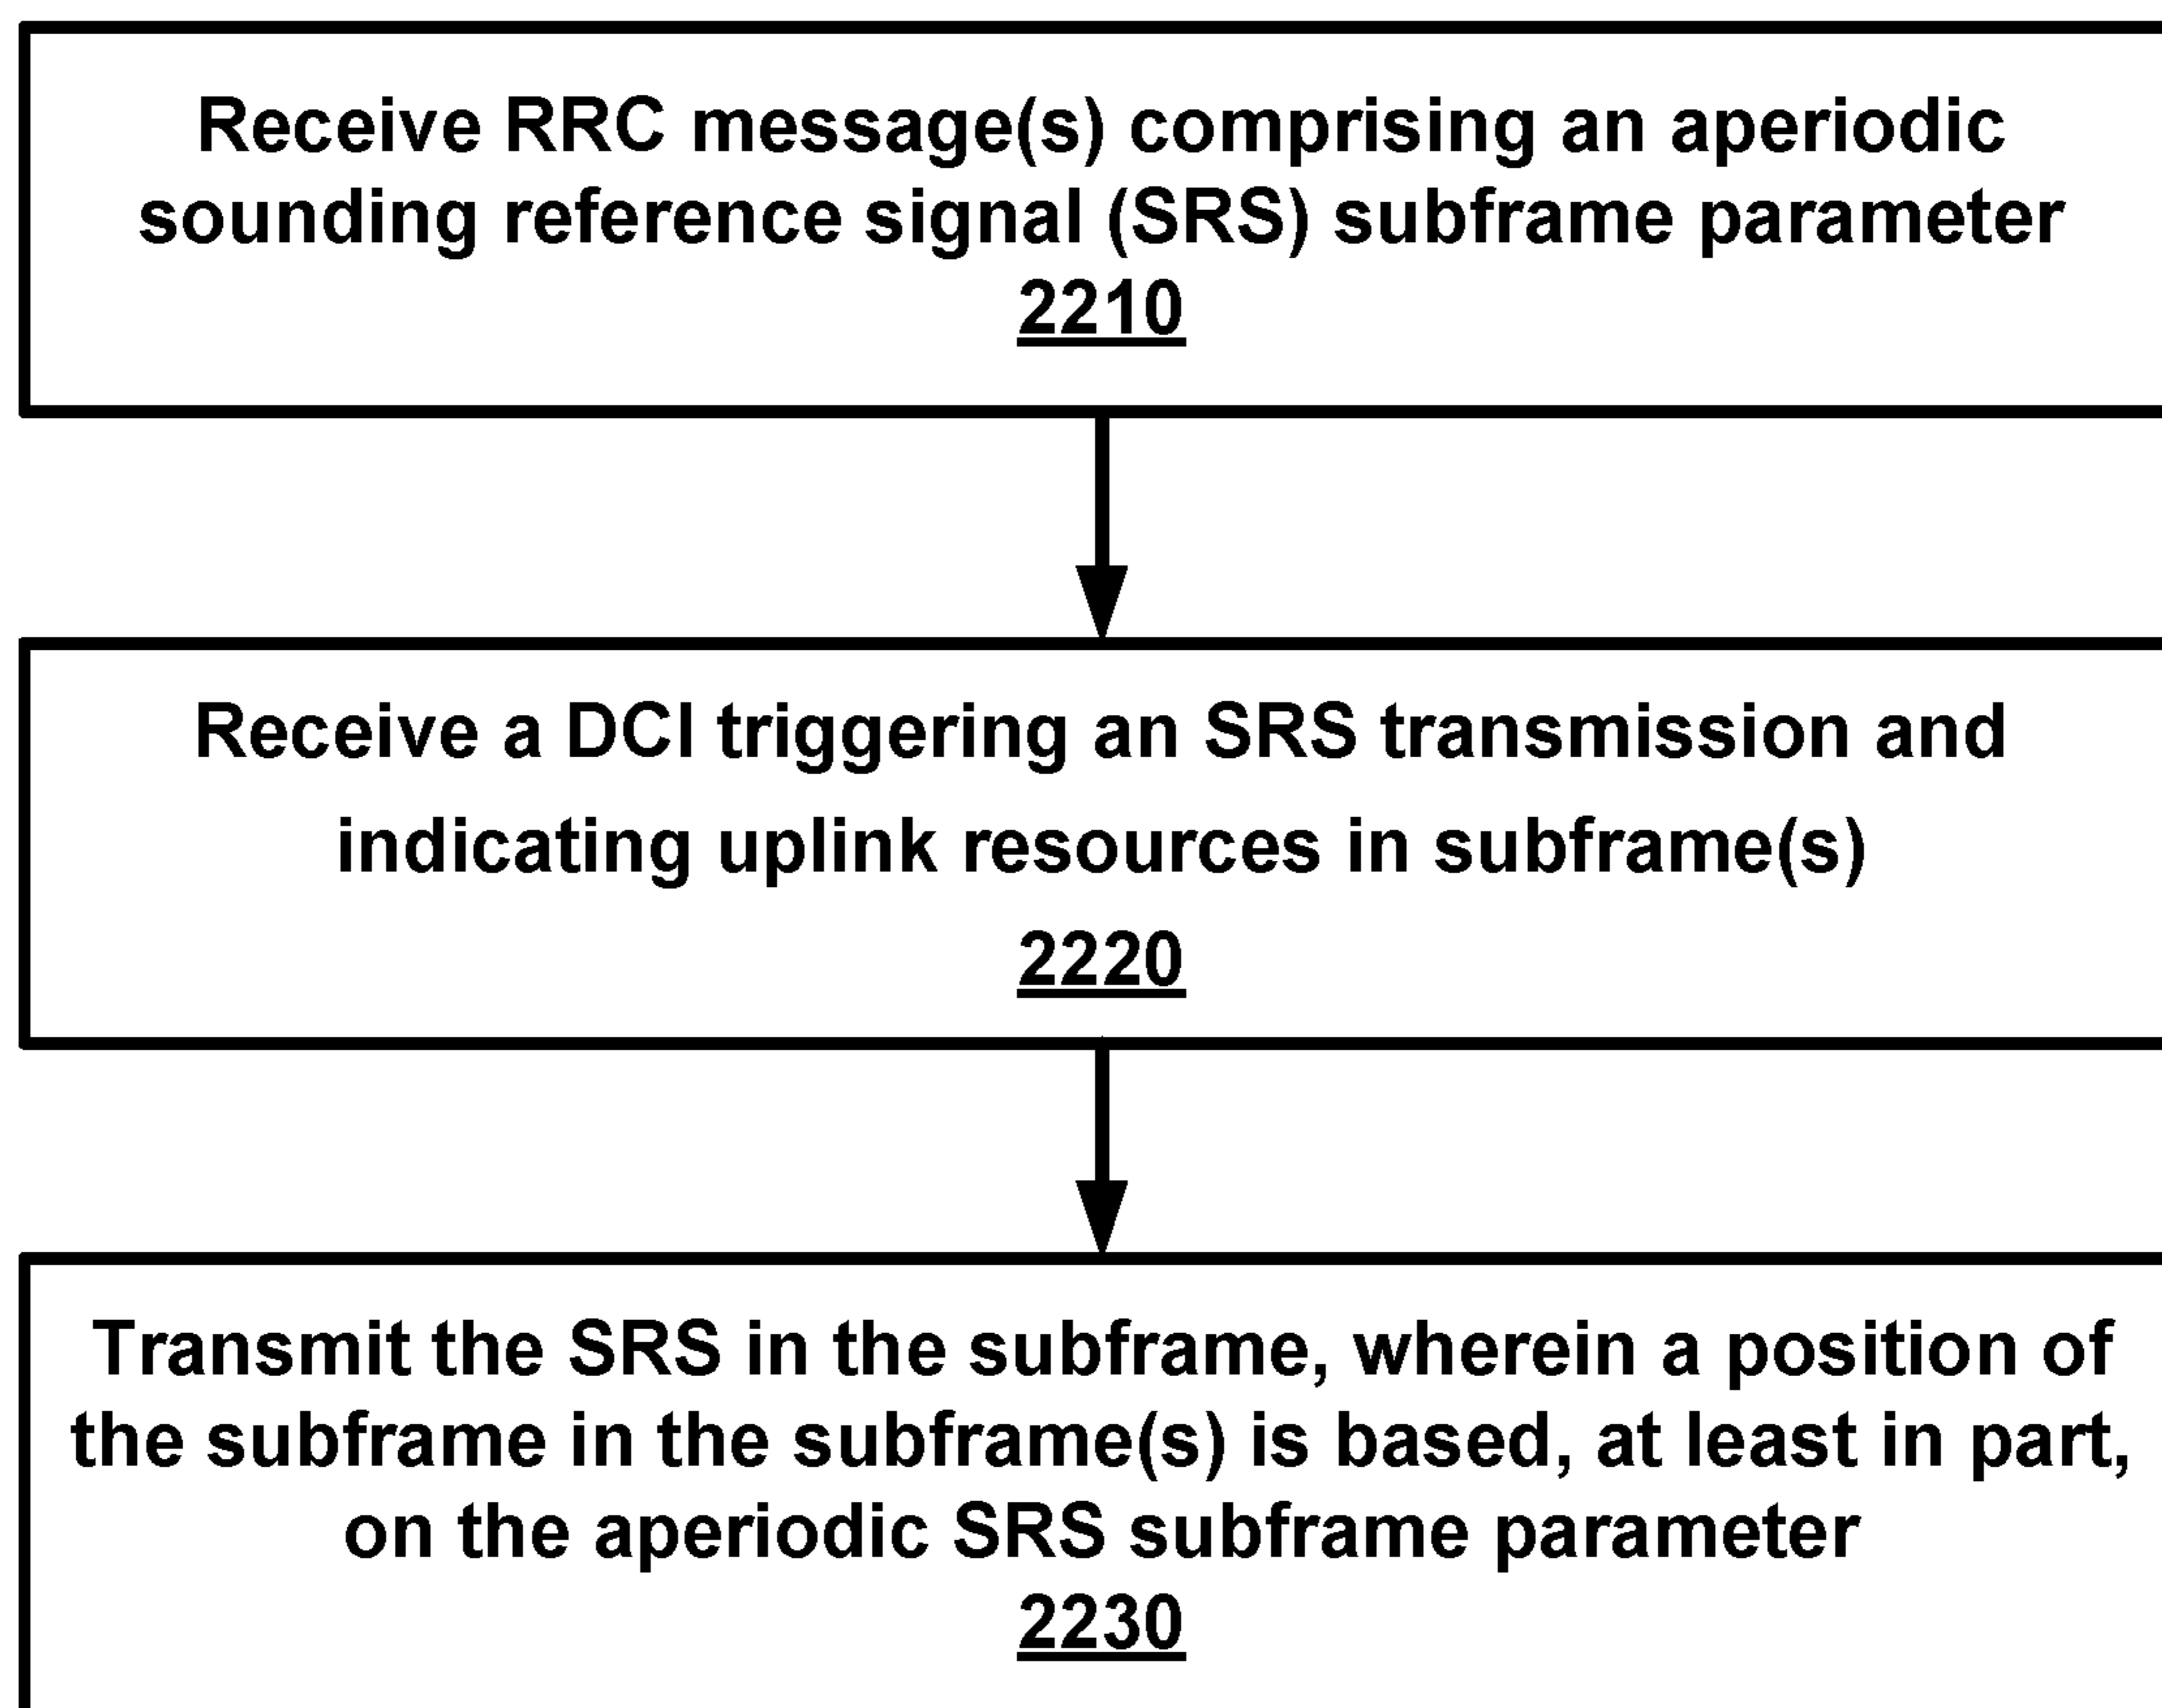 Receive RRC message(s) comprising an aperiodic
sounding reference signal (SRS) subframe parameter
2210
Receive a DCI triggering an SRS transmission and
indicating uplink resources in subframe(s)
2220
Transmit the SRS in the subframe, wherein a position of
the subframe in the subframe(s) is based, at least in part,
on the aperiodic SRS subframe parameter
2230